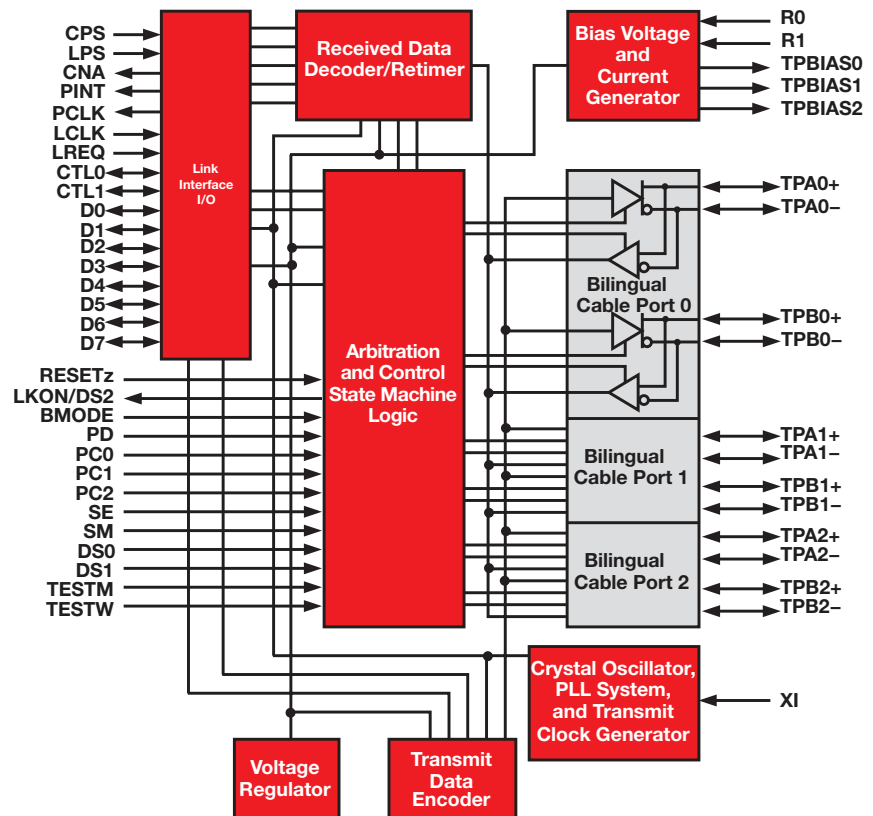 CPS
LPS
CNA
PINT
PCLK
LCLK
LREQ
CTL0
CTL1
D0
D1
D2
D3
D4
D5
D6
D7
RESETz
LKON/DS2
BMODE
PD
PC0
PC1
PC2
SE
SM
DS0
DS1
TESTM
TESTW
Link
Interface
I/O
Received Data
Decoder/Retimer
Arbitration
and Control
State Machine
Logic
Bias Voltage
and
Current
Generator
R0
R1
TPBIAS0
TPBIAS1
TPBIAS2
Bilingual
Cable Port 0
TPA0+
TPA0−
TPB0+
TPB0−
Bilingual
Cable Port 1
TPA1+
TPA1−
TPB1+
TPB1−
Bilingual
Cable Port 2
TPA2+
TPA2−
TPB2+
TPB2−
Crystal Oscillator,
PLL System,
and Transmit
Clock Generator
XI
Voltage
Regulator
Transmit
Data
Encoder